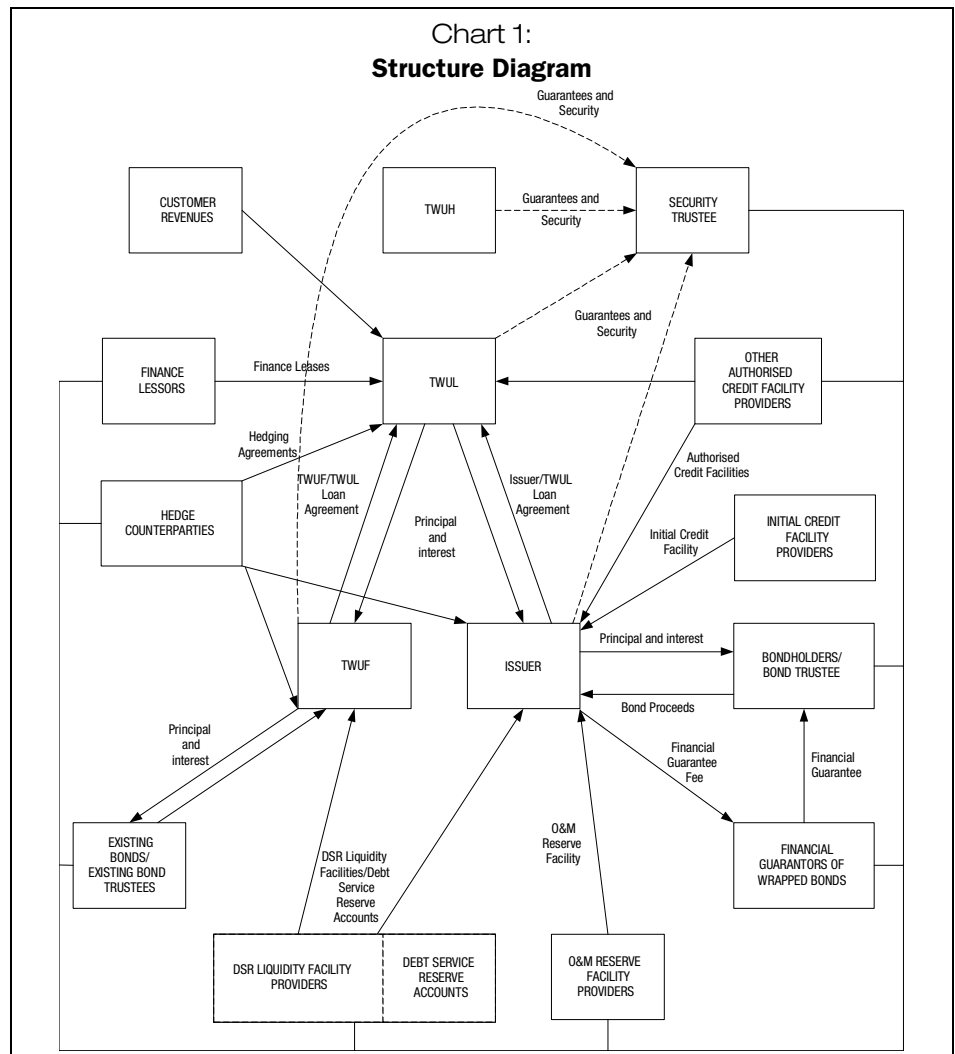 Chart 1:
Structure Diagram
Guarantees and
Security
CUSTOMER
REVENUES
TWUH
Guarantees and
Security
SECURITY
TRUSTEE
Guarantees and
Security
FINANCE
LESSORS
Finance Leases
TWUL
OTHER
AUTHORISED
CREDIT FACILITY
PROVIDERS
Hedging
Agreements
TWUF/TWUL
Loan
Agreement
Issuer/TWUL
Loan
Agreement
Authorised
Credit Facilities
HEDGE
COUNTERPARTIES
Principal
and
interest
Initial Credit
Facility
INITIAL CREDIT
FACILITY
PROVIDERS
TWUF
ISSUER
Principal and interest
BONDHOLDERS/
BOND TRUSTEE
Bond Proceeds
Principal
and
interest
Financial
Guarantee
Fee
Financial
Guarantee
EXISTING
BONDS/
EXISTING BOND
TRUSTEES
DSR Liquidity
Facilities/Debt
Service
Reserve
Accounts
O&M
Reserve
Facility
FINANCIAL
GUARANTORS OF
WRAPPED BONDS
DSR LIQUIDITY FACILITY
PROVIDERS
DEBT SERVICE
RESERVE
ACCOUNTS
O&M RESERVE
FACILITY
PROVIDERS